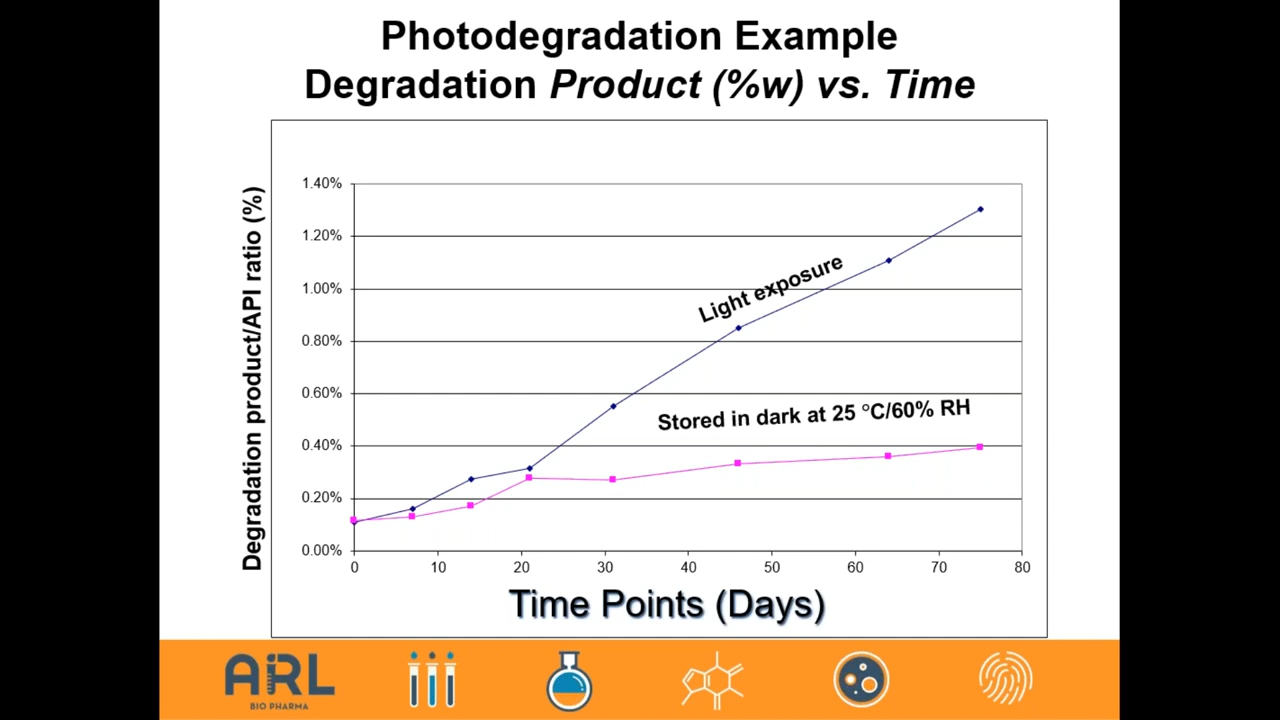 Photodegradation Example
Degradation Product (%w) vs. Time
Degradation product/API ratio (%)
1.40%
1.20%
1.00%
0.80%
0.60%
0.40%
0.20%
0.00%
Light exposure
Stored in dark at 25 °C/60% RH
0 10 20 30 40 50 60 70 80
Time Points (Days)
ARL
BIO PHARMA